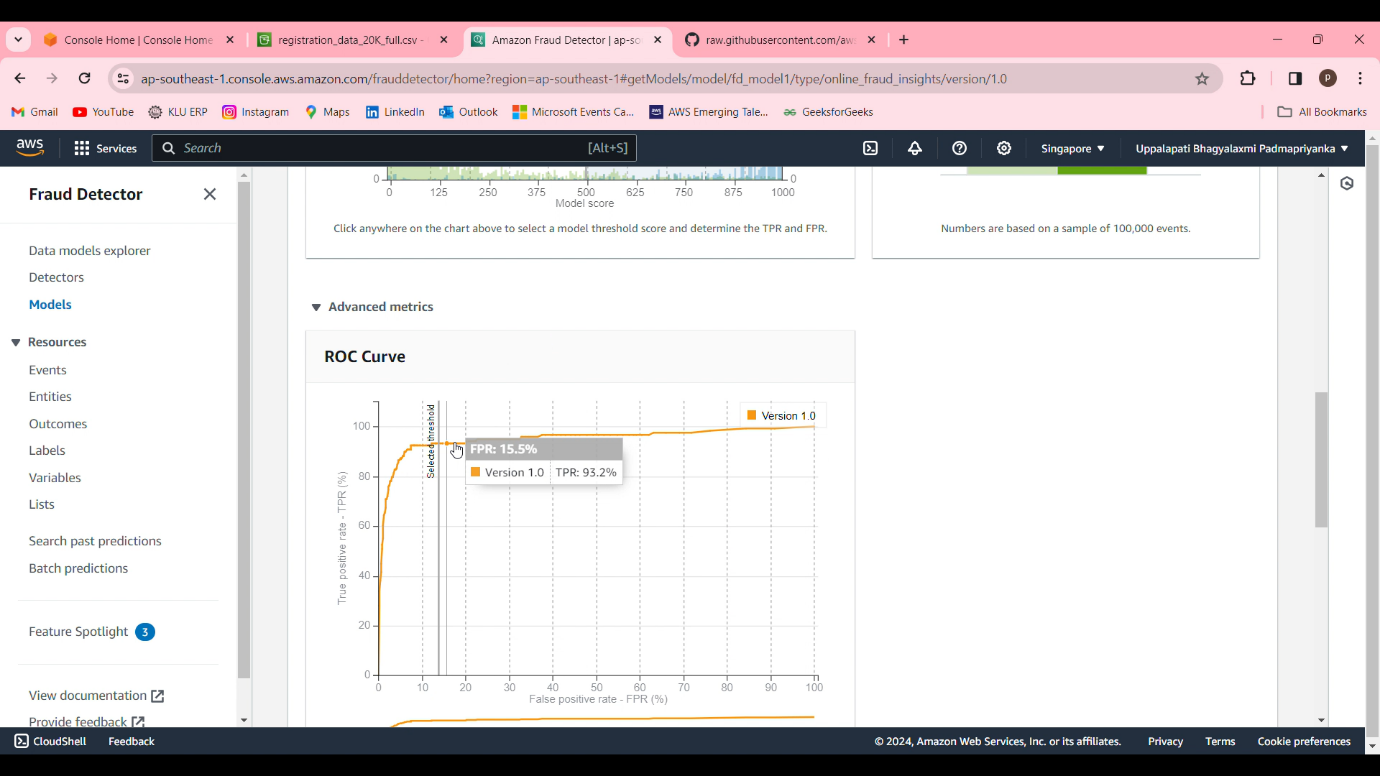 Console Home | Console Home
registration_data_20K_full.csv -
Amazon Fraud Detector | ap-so
raw.githubusercontent.com/aw
ap-southeast-1.console.aws.amazon.com/frauddetector/home?region=ap-southeast-1#getModels/model/fd_model1/type/online_fraud_insights/version/1.0
P
Gmail YouTube KLU ERP Instagram Maps LinkedIn Outlook Microsoft Events Ca... AWS Emerging Tale... GeeksforGeeks All Bookmarks
aws Services Search [Alt+S] Singapore Uppalapati Bhagyalaxmi Padmapriyanka
Fraud Detector
Data models explorer
Detectors
Models
Resources
Events
Entities
Outcomes
Labels
Variables
Lists
Search past predictions
Batch predictions
Feature Spotlight 3
View documentation
Provide feedback
0 0
0 125 250 375 500 625 750 875 1000
Model score
Click anywhere on the chart above to select a model threshold score and determine the TPR and FPR.
Numbers are based on a sample of 100,000 events.
Advanced metrics
ROC Curve
Version 1.0
Selected threshold
FPR: 15.5%
Version 1.0 TPR: 93.2%
True positive rate - TPR (%)
100
80
60
40
20
0
0 10 20 30 40 50 60 70 80 90 100
False positive rate - FPR (%)
CloudShell Feedback © 2024, Amazon Web Services, Inc. or its affiliates. Privacy Terms Cookie preferences